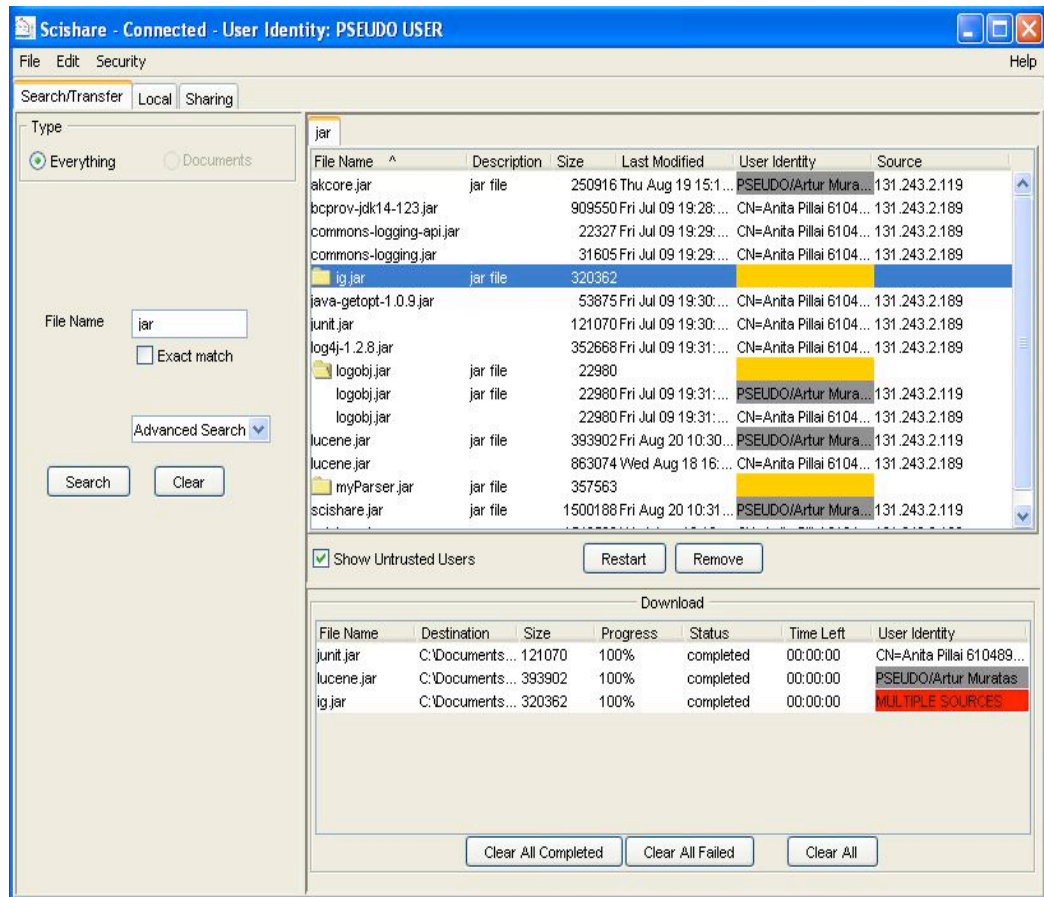 Scishare - Connected - User Identity: PSEUDO USER
File Edit Security Help
Search/Transfer Local Sharing
Type
Everything Documents
File Name jar
Exact match
Advanced Search
Search Clear
jar
File Name ^ Description Size Last Modified User Identity Source
akcore.jar jar file 250916 Thu Aug 19 15:1... PSEUDO/Artur Mura... 131.243.2.119
bcprov-jdk14-123.jar 909550 Fri Jul 09 19:28:... CN=Anita Pillai 6104... 131.243.2.189
commons-logging-api.jar 22327 Fri Jul 09 19:29:... CN=Anita Pillai 6104... 131.243.2.189
commons-logging.jar 31605 Fri Jul 09 19:29:... CN=Anita Pillai 6104... 131.243.2.189
ig.jar jar file 320362
java-getopt-1.0.9.jar 53875 Fri Jul 09 19:30:... CN=Anita Pillai 6104... 131.243.2.189
junit.jar 121070 Fri Jul 09 19:30:... CN=Anita Pillai 6104... 131.243.2.189
log4j-1.2.8.jar 352668 Fri Jul 09 19:31:... CN=Anita Pillai 6104... 131.243.2.189
logobj.jar jar file 22980
logobj.jar jar file 22980 Fri Jul 09 19:31:... PSEUDO/Artur Mura... 131.243.2.119
logobj.jar 22980 Fri Jul 09 19:31:... CN=Anita Pillai 6104... 131.243.2.189
lucene.jar jar file 393902 Fri Aug 20 10:30... PSEUDO/Artur Mura... 131.243.2.119
lucene.jar 863074 Wed Aug 18 16:... CN=Anita Pillai 6104... 131.243.2.189
myParser.jar jar file 357563
scishare.jar jar file 1500188 Fri Aug 20 10:31... PSEUDO/Artur Mura... 131.243.2.119
Show Untrusted Users Restart Remove
Download
File Name Destination Size Progress Status Time Left User Identity
junit.jar C:\Documents... 121070 100% completed 00:00:00 CN=Anita Pillai 610489...
lucene.jar C:\Documents... 393902 100% completed 00:00:00 PSEUDO/Artur Muratas
ig.jar C:\Documents... 320362 100% completed 00:00:00 MULTIPLE SOURCES
Clear All Completed Clear All Failed Clear All